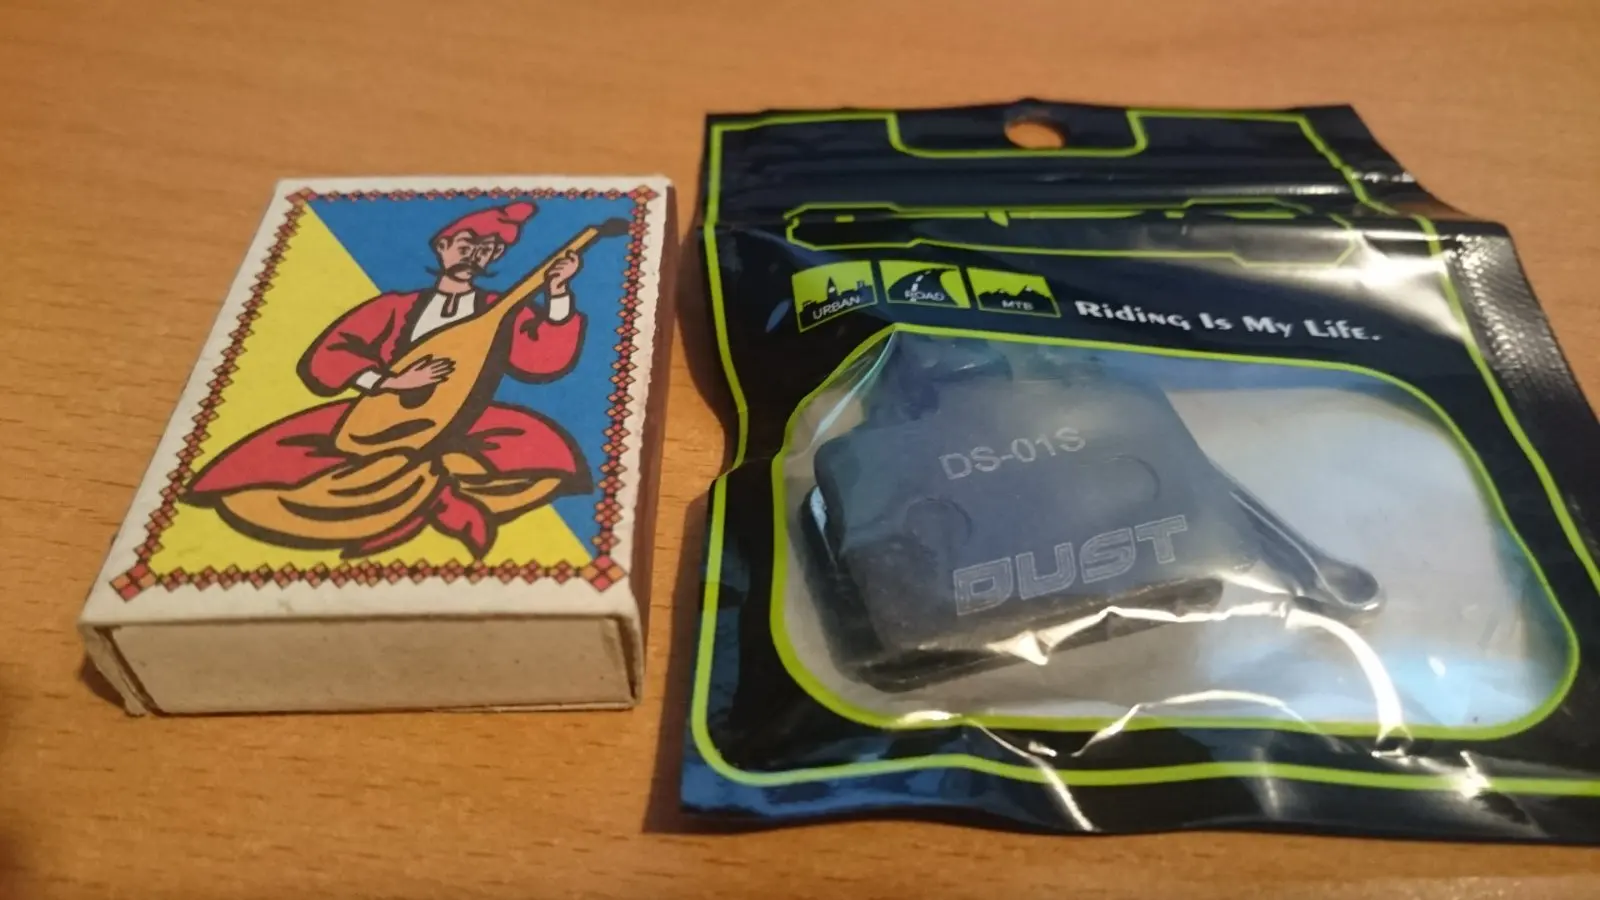 URBAN
ROAD
MTB
Riding Is My Life.
DS-01S
DUST